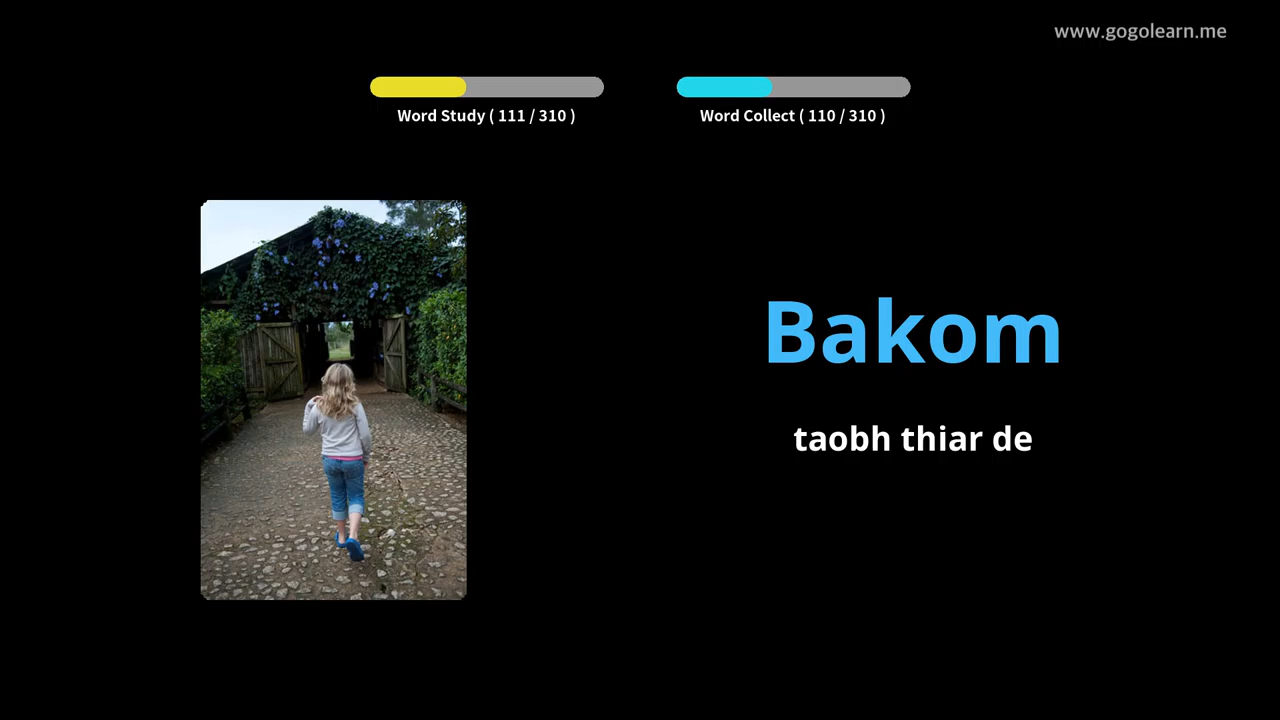 www.gogolearn.me
Word Study ( 111 / 310 )
Word Collect ( 110 / 310 )
Bakom
taobh thiar de